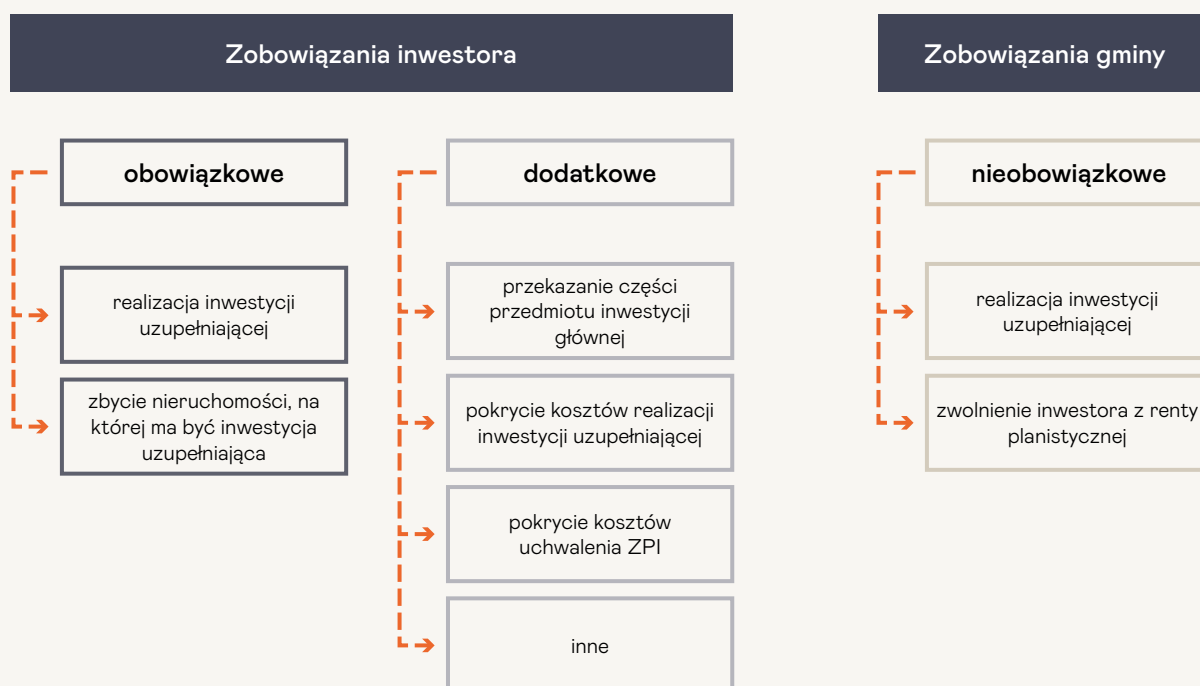 Zobowiązania inwestora
obowiązkowe
realizacja inwestycji
uzupełniającej
zbycie nieruchomości, na
której ma być inwestycja
uzupełniająca
dodatkowe
przekazanie części
przedmiotu inwestycji
głównej
pokrycie kosztów realizacji
inwestycji uzupełniającej
pokrycie kosztów
uchwalenia ZPI
inne
Zobowiązania gminy
nieobowiązkowe
realizacja inwestycji
uzupełniającej
zwolnienie inwestora z renty
planistycznej